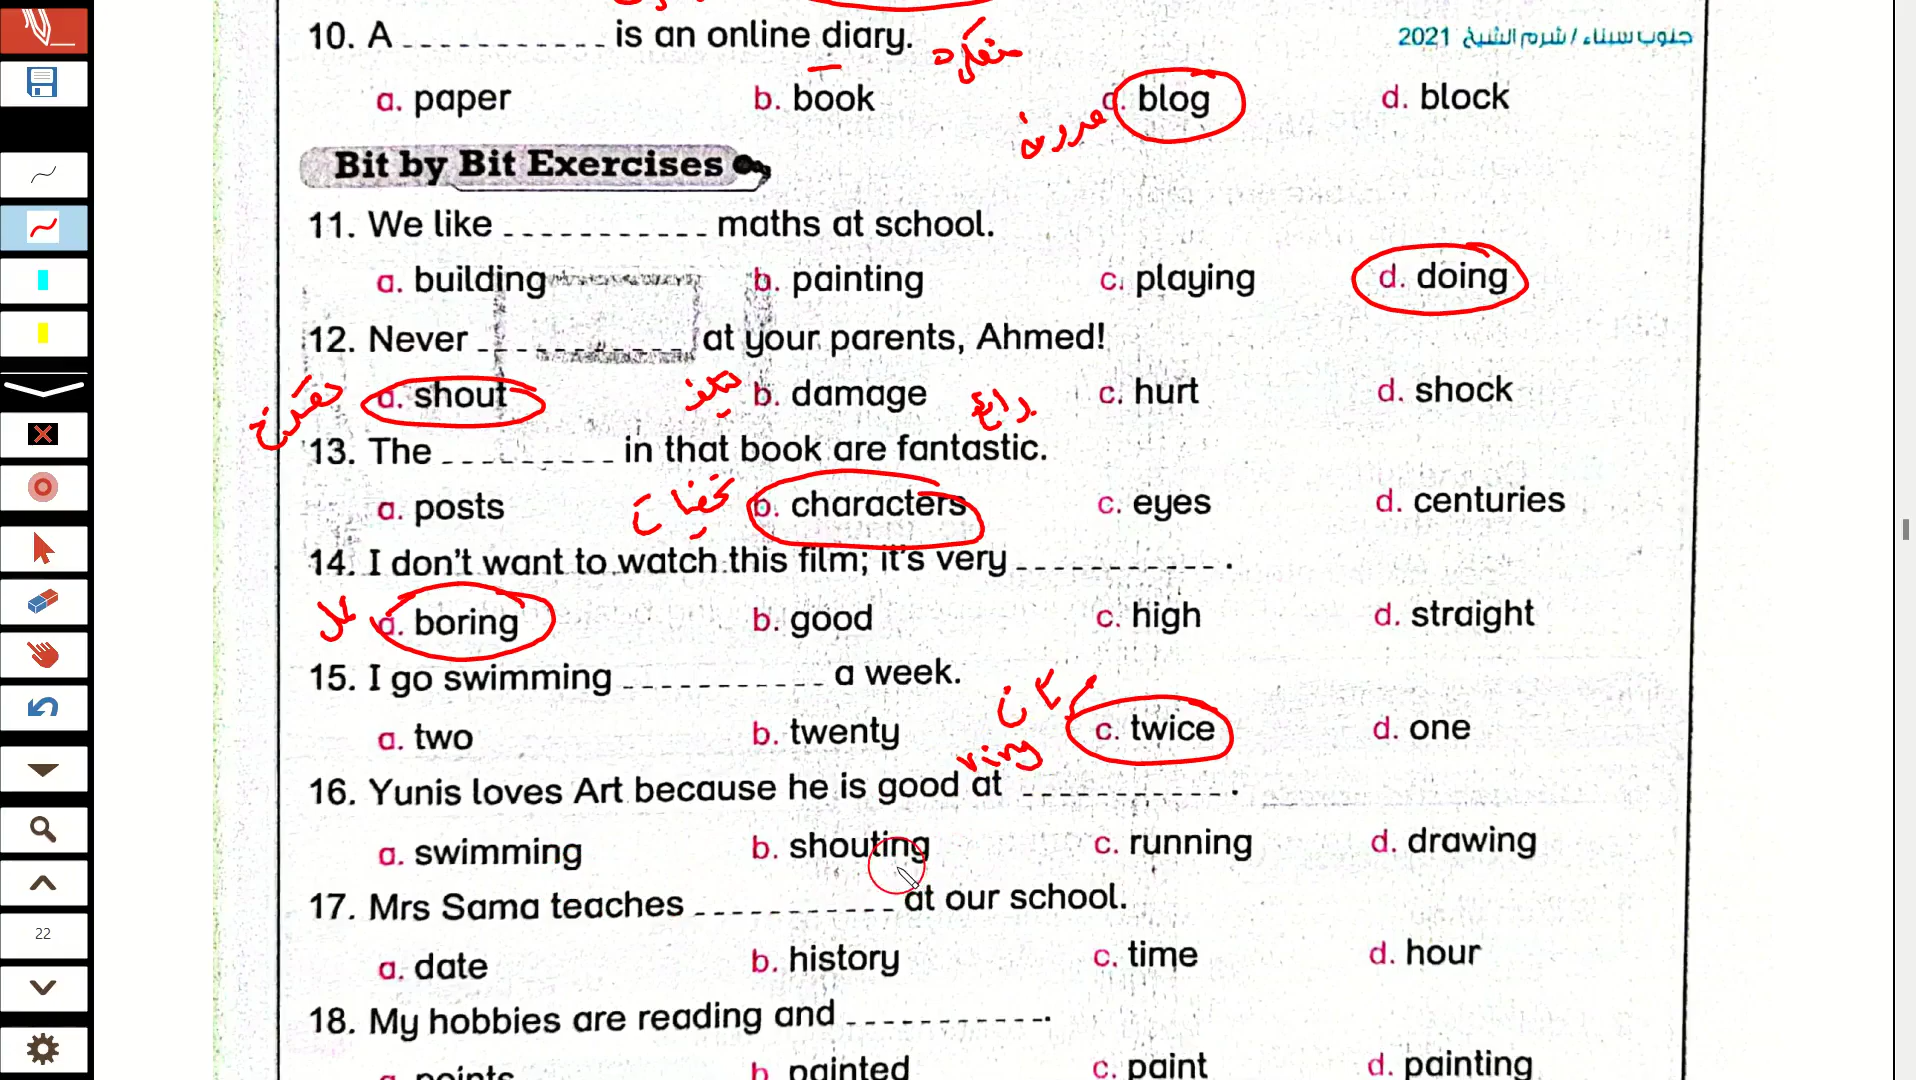 10. A ___________ is an online diary. جنوب سيناء / شرم الشيخ 2021
a. paper b. book c. blog d. block
Bit by Bit Exercises
11. We like ___________ maths at school.
a. building b. painting c. playing d. doing
12. Never ___________ at your parents, Ahmed!
a. shout b. damage c. hurt d. shock
13. The ___________ in that book are fantastic.
a. posts b. characters c. eyes d. centuries
14. I don't want to watch this film; it's very ___________ .
a. boring b. good c. high d. straight
15. I go swimming ___________ a week.
a. two b. twenty c. twice d. one
16. Yunis loves Art because he is good at ___________ .
a. swimming b. shouting c. running d. drawing
17. Mrs Sama teaches ___________ at our school.
a. date b. history c. time d. hour
22
18. My hobbies are reading and ___________.
b. painted c. paint d. painting